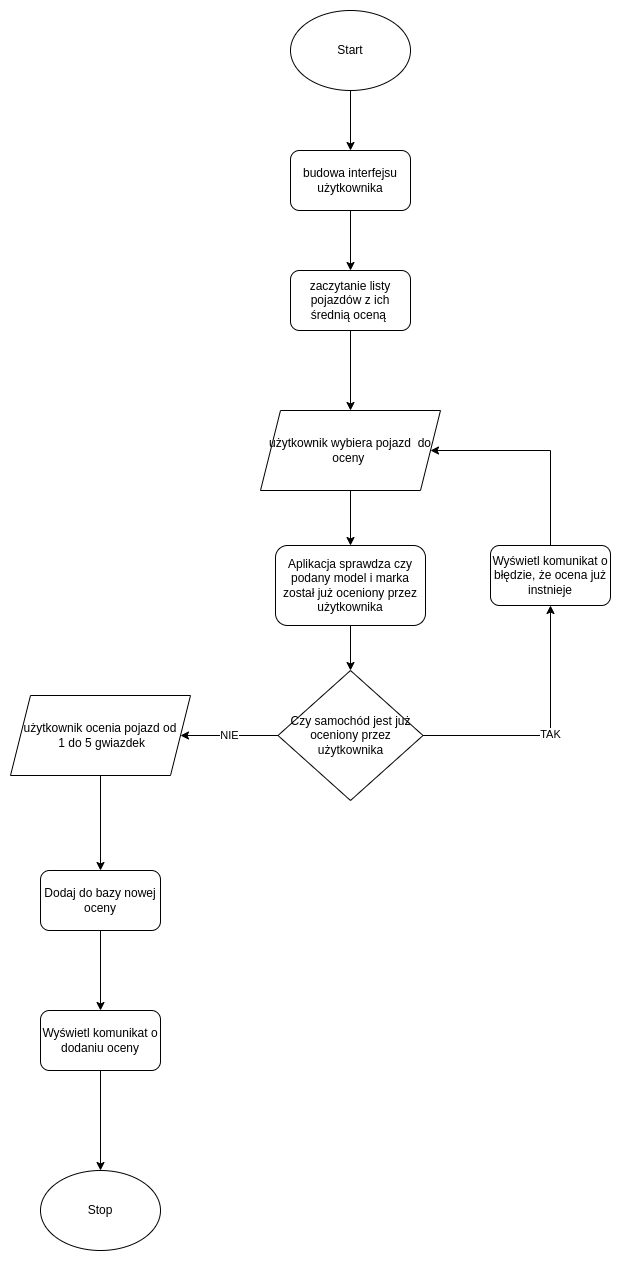 Start
budowa interfejsu
użytkownika
zaczytanie listy
pojazdów z ich
średnią oceną
użytkownik wybiera pojazd  do
oceny
Aplikacja sprawdza czy
podany model i marka
został już oceniony przez
użytkownika
Wyświetl komunikat o
błędzie, że ocena już
instnieje
Czy samochód jest już
oceniony przez
użytkownika
NIE
TAK
użytkownik ocenia pojazd od
1 do 5 gwiazdek
Dodaj do bazy nowej
oceny
Wyświetl komunikat o
dodaniu oceny
Stop